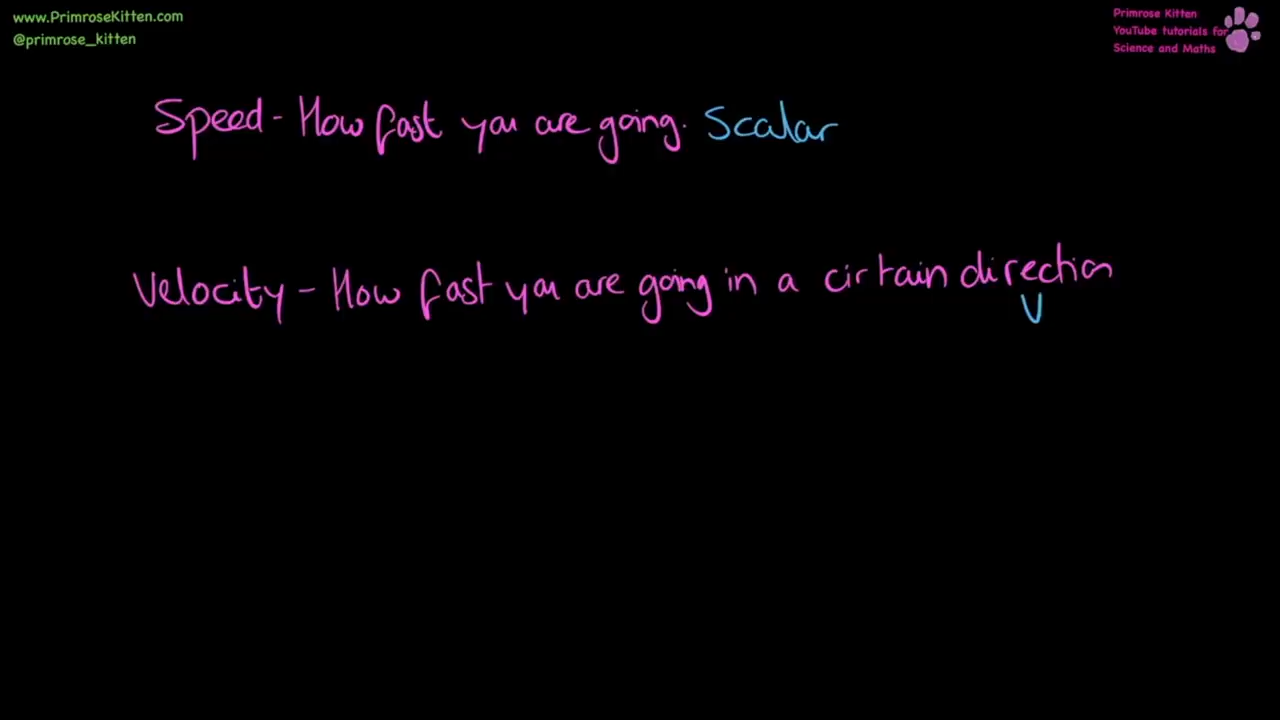 www.PrimroseKitten.com
@primrose_kitten
Primrose Kitten
YouTube tutorials for
Science and Maths
Speed - How fast you are going. Scalar
Velocity - How fast you are going in a cirtain direction
V